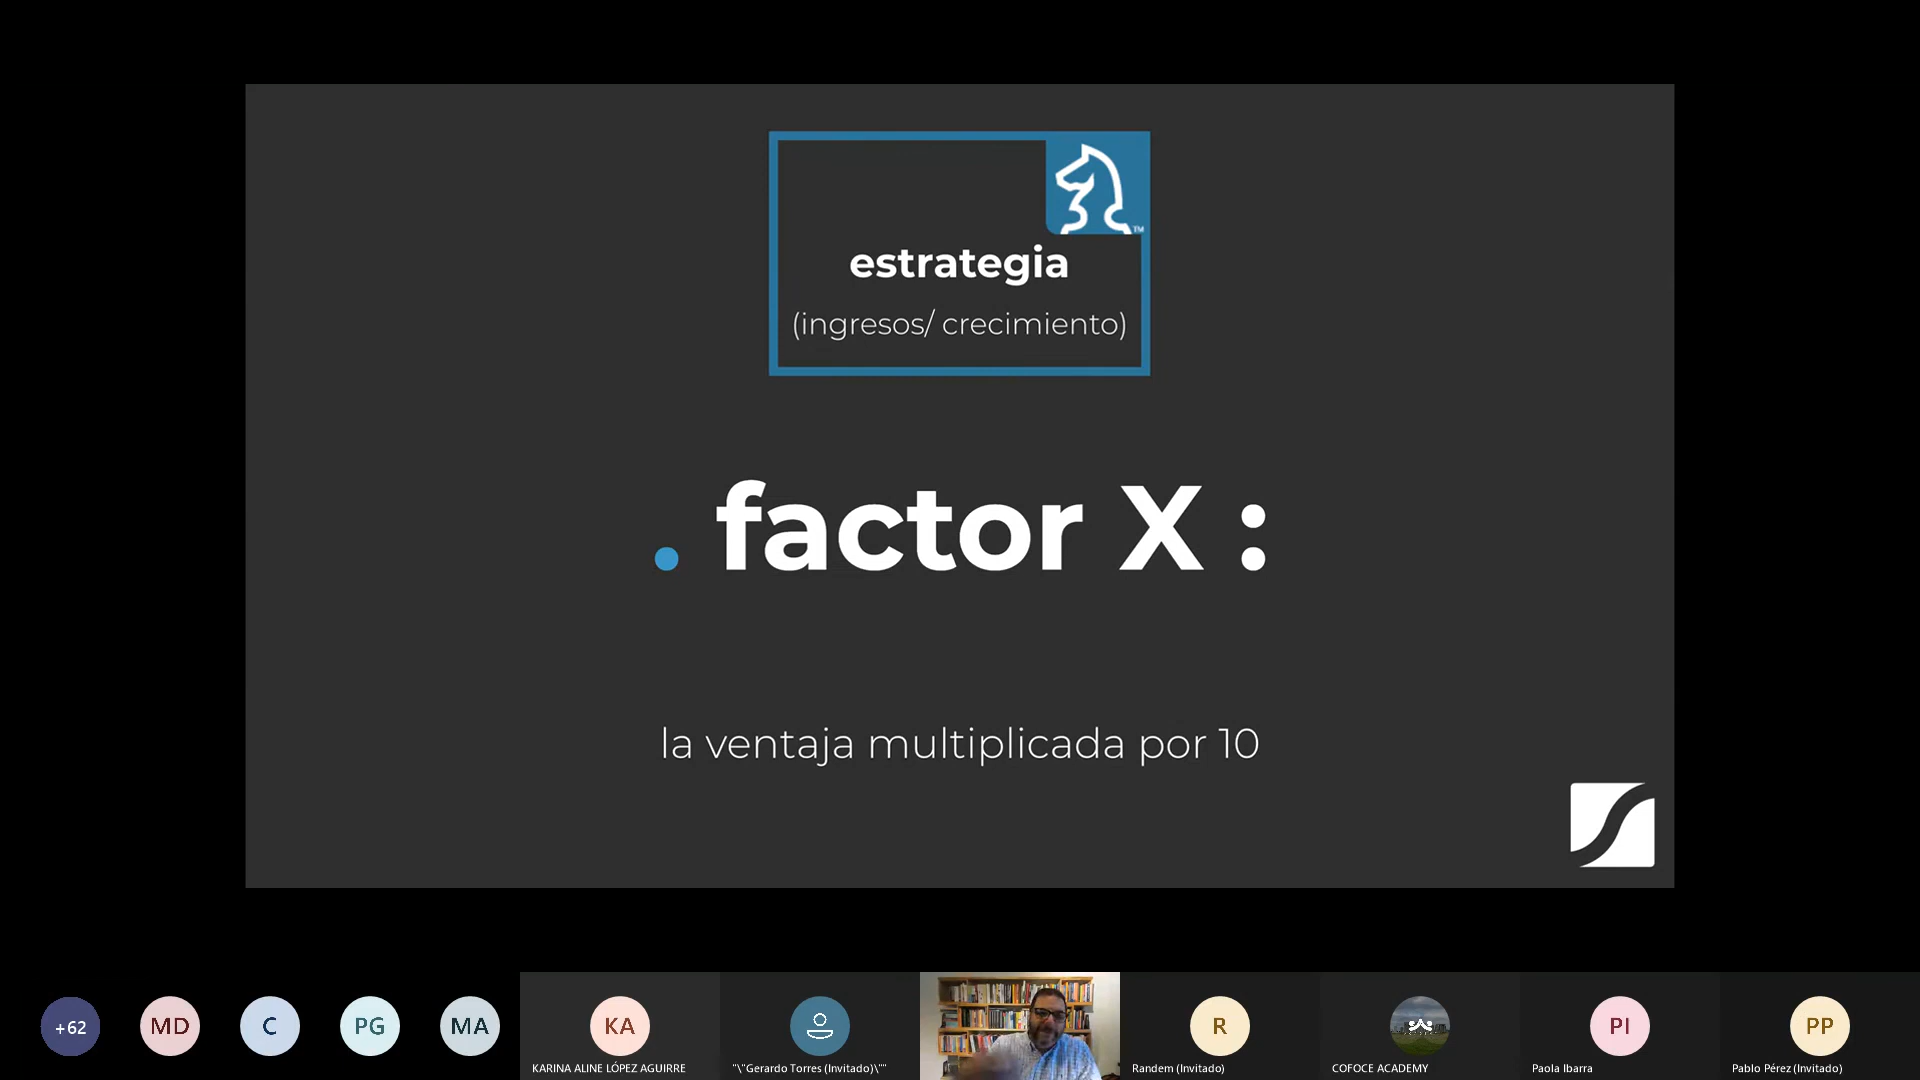 TM
estrategia
(ingresos/ crecimiento)
. factor X :
la ventaja multiplicada por 10
+62
MD
C
PG
MA
KA
KARINA ALINE LÓPEZ AGUIRRE
"\"Gerardo Torres (Invitado)\""
R
Randem (Invitado)
COFOCE ACADEMY
PI
Paola Ibarra
PP
Pablo Pérez (Invitado)